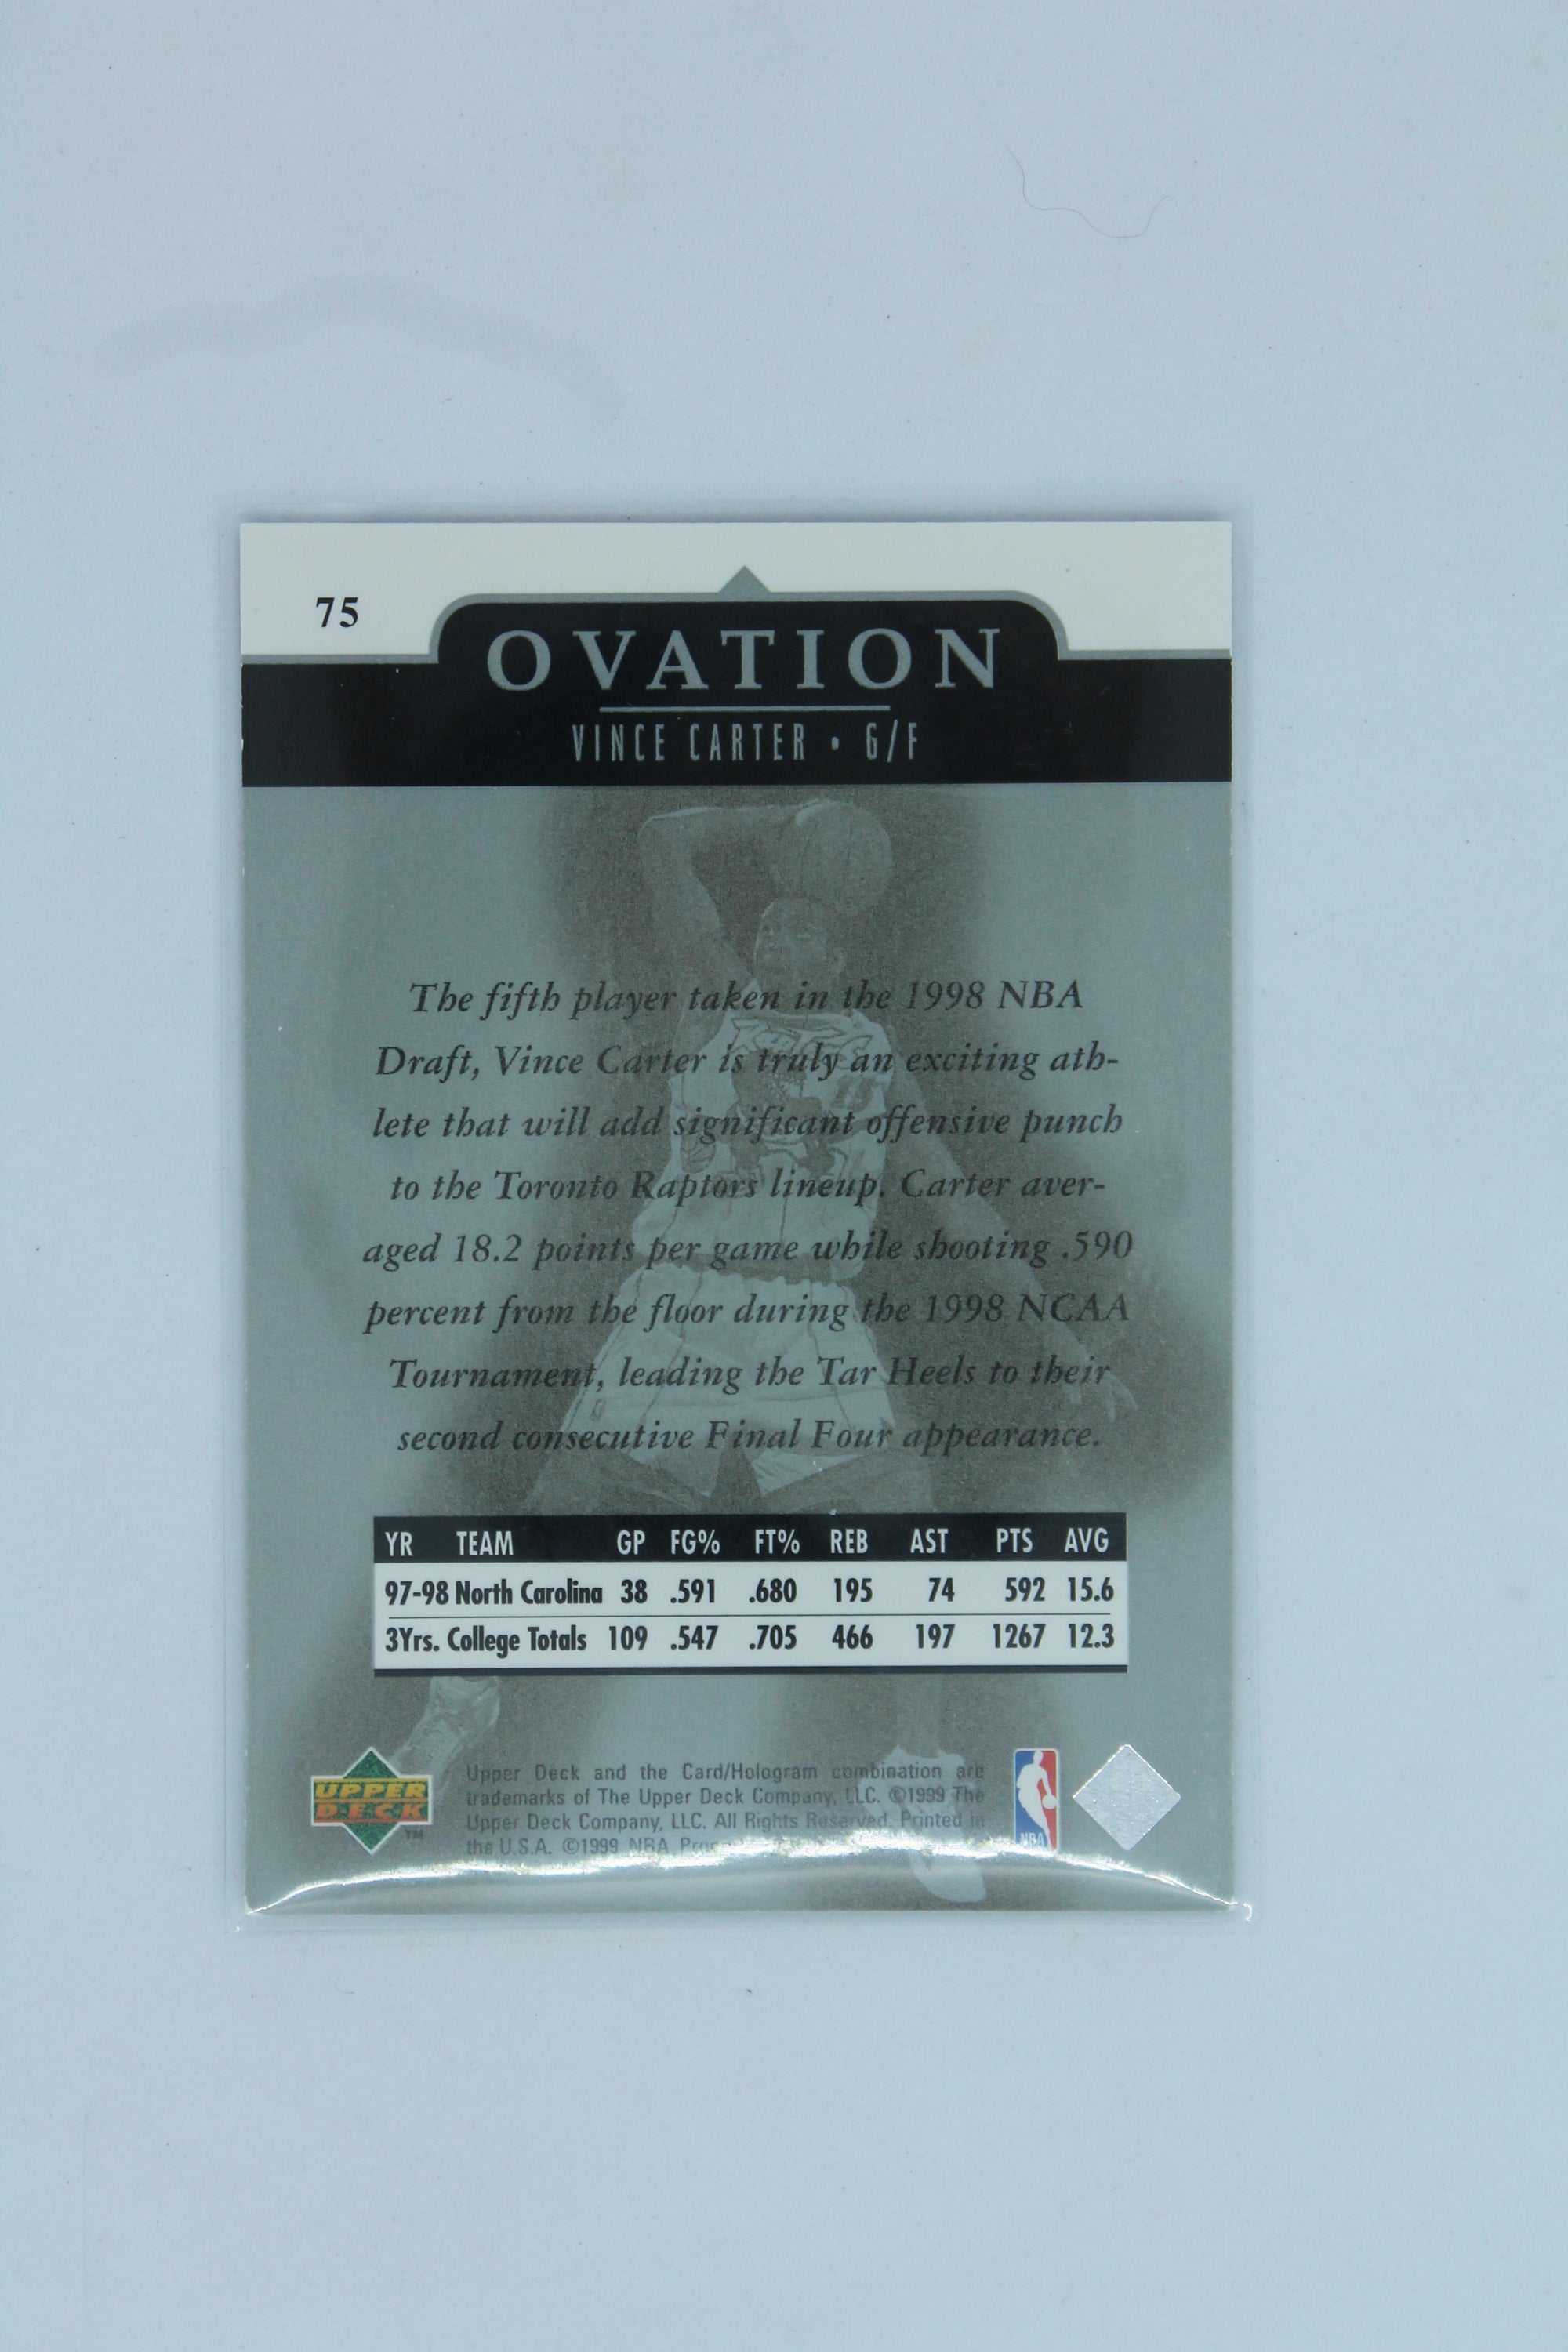 75
OVATION
VINCE CARTER • G/F
The fifth player taken in the 1998 NBA
Draft, Vince Carter is truly an exciting ath-
lete that will add significant offensive punch
to the Toronto Raptors lineup. Carter aver-
aged 18.2 points per game while shooting .590
percent from the floor during the 1998 NCAA
Tournament, leading the Tar Heels to their
second consecutive Final Four appearance.
YR TEAM GP FG% FT% REB AST PTS AVG
97-98 North Carolina 38 .591 .680 195 74 592 15.6
3Yrs. College Totals 109 .547 .705 466 197 1267 12.3
UPPER
DECK
TM
Upper Deck and the Card/Hologram combination are
trademarks of The Upper Deck Company, LLC. ©1999 The
Upper Deck Company, LLC. All Rights Reserved. Printed in
the U.S.A. ©1999 NBA
NBA